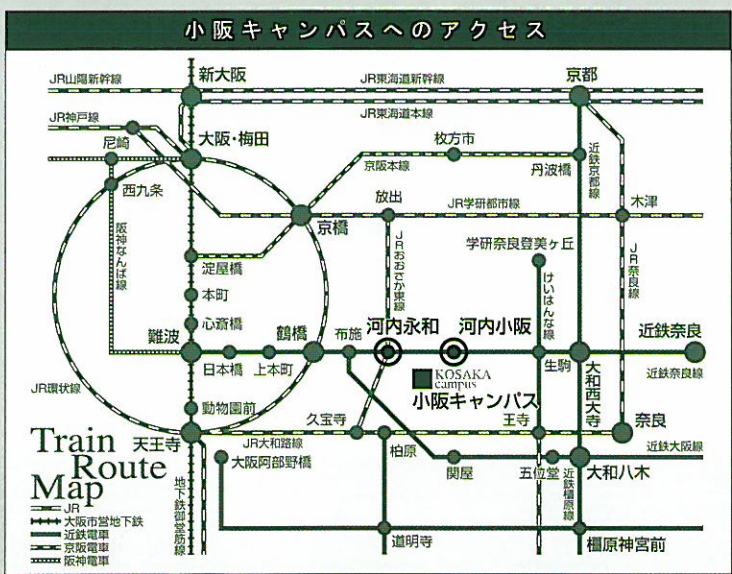 小阪キャンパスへのアクセス
JR山陽新幹線
新大阪
JR東海道新幹線
京都
JR東海道本線
JR神戸線
尼崎
大阪・梅田
枚方市
京阪本線
丹波橋
近鉄京都線
西九条
放出
JR学研都市線
木津
京橋
阪神なんば線
JRおおさか東線
学研奈良登美ヶ丘
JR奈良線
淀屋橋
けいはんな線
本町
心斎橋
難波
鶴橋
布施
河内永和
河内小阪
近鉄奈良
日本橋
上本町
生駒
大和西大寺
近鉄奈良線
KOSAKA
campus
小阪キャンパス
JR環状線
動物園前
久宝寺
王寺
奈良
天王寺
JR大和路線
柏原
近鉄大阪線
大阪阿部野橋
関屋
五位堂
大和八木
地下鉄御堂筋線
近鉄橿原線
道明寺
橿原神宮前
Train
Route
Map
JR
大阪市営地下鉄
近鉄電車
京阪電車
阪神電車